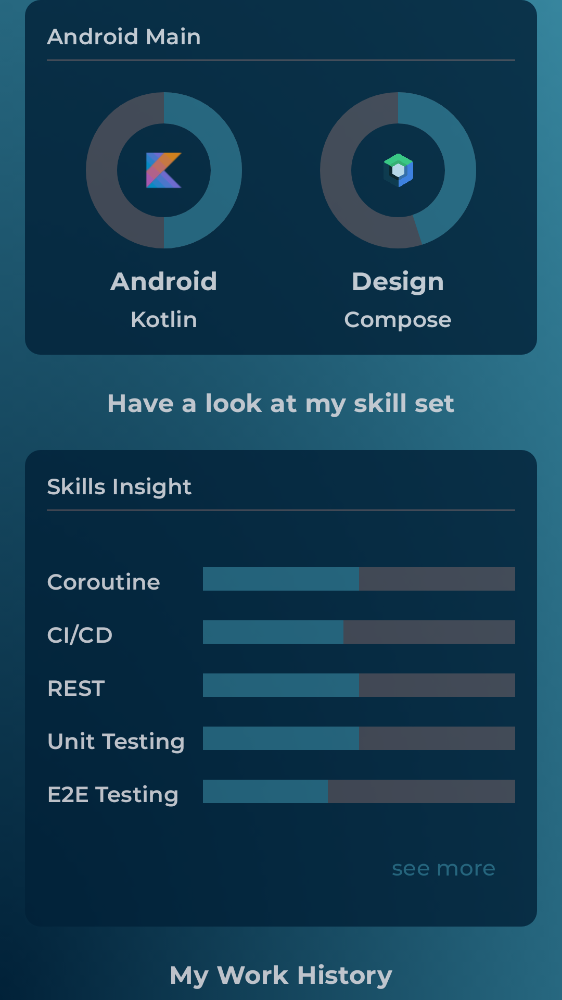 Android Main
Android
Design
Kotlin
Compose
Have a look at my skill set
Skills Insight
Coroutine
CI/CD
REST
Unit Testing
E2E Testing
see more
My Work History